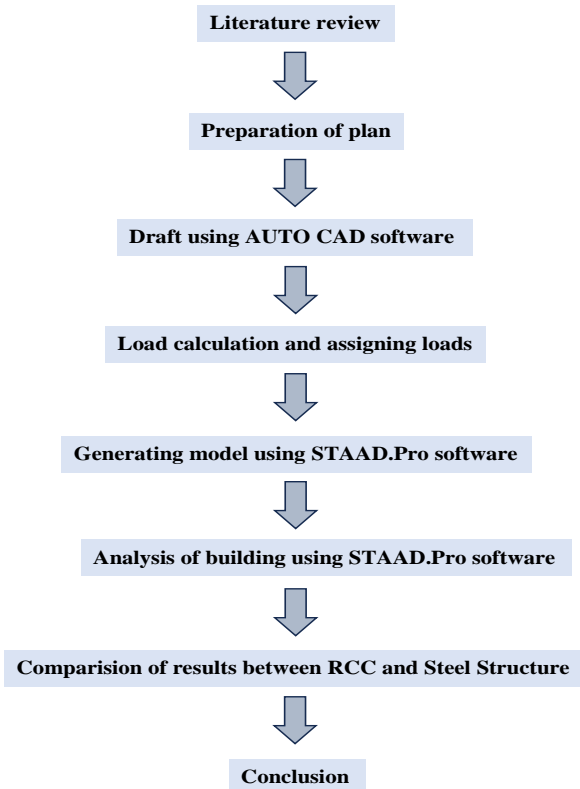 Literature review
Preparation of plan
Draft using AUTO CAD software
Load calculation and assigning loads
Generating model using STAAD.Pro software
Analysis of building using STAAD.Pro software
Comparision of results between RCC and Steel Structure
Conclusion